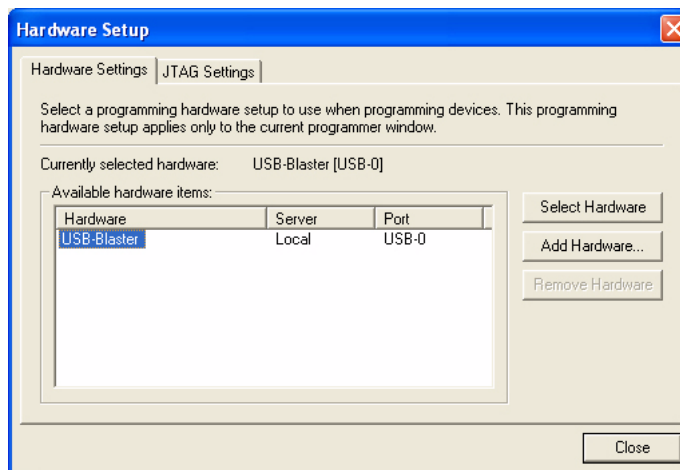 Hardware Setup
Hardware Settings
JTAG Settings
Select a programming hardware setup to use when programming devices. This programming
hardware setup applies only to the current programmer window.
Currently selected hardware: USB-Blaster [USB-0]
Available hardware items:
Hardware Server Port
USB-Blaster Local USB-0
Select Hardware
Add Hardware...
Remove Hardware
Close